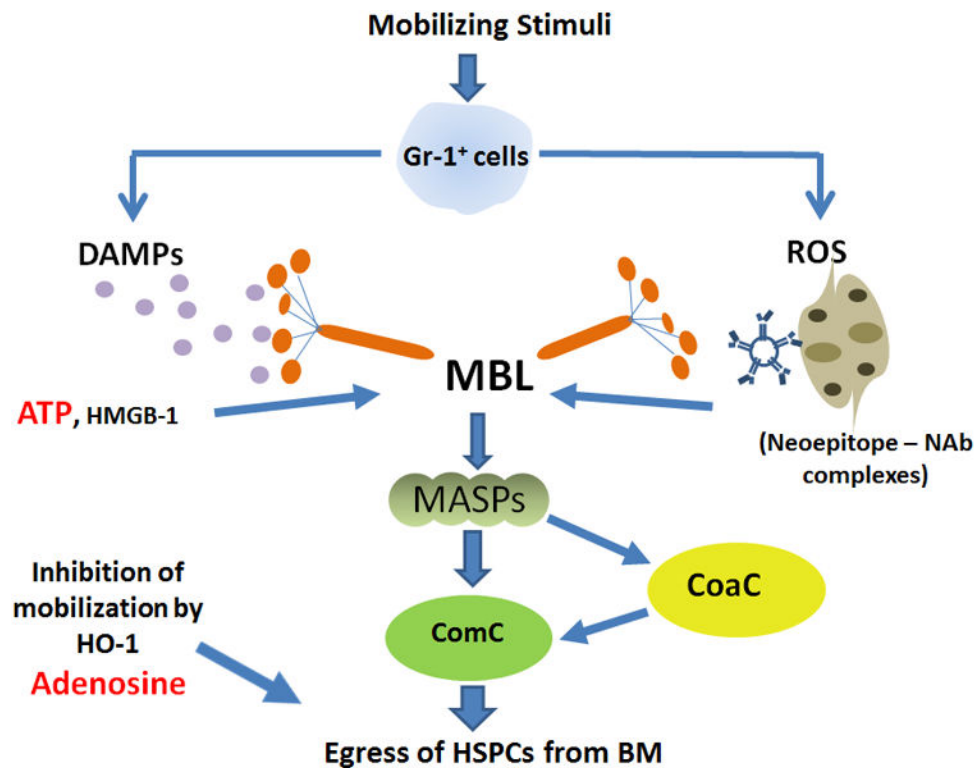 Mobilizing Stimuli
Gr-1⁺ cells
DAMPs
ROS
MBL
ATP, HMGB-1
(Neoepitope – NAb
complexes)
MASPs
CoaC
Inhibition of
mobilization by
HO-1
Adenosine
ComC
Egress of HSPCs from BM